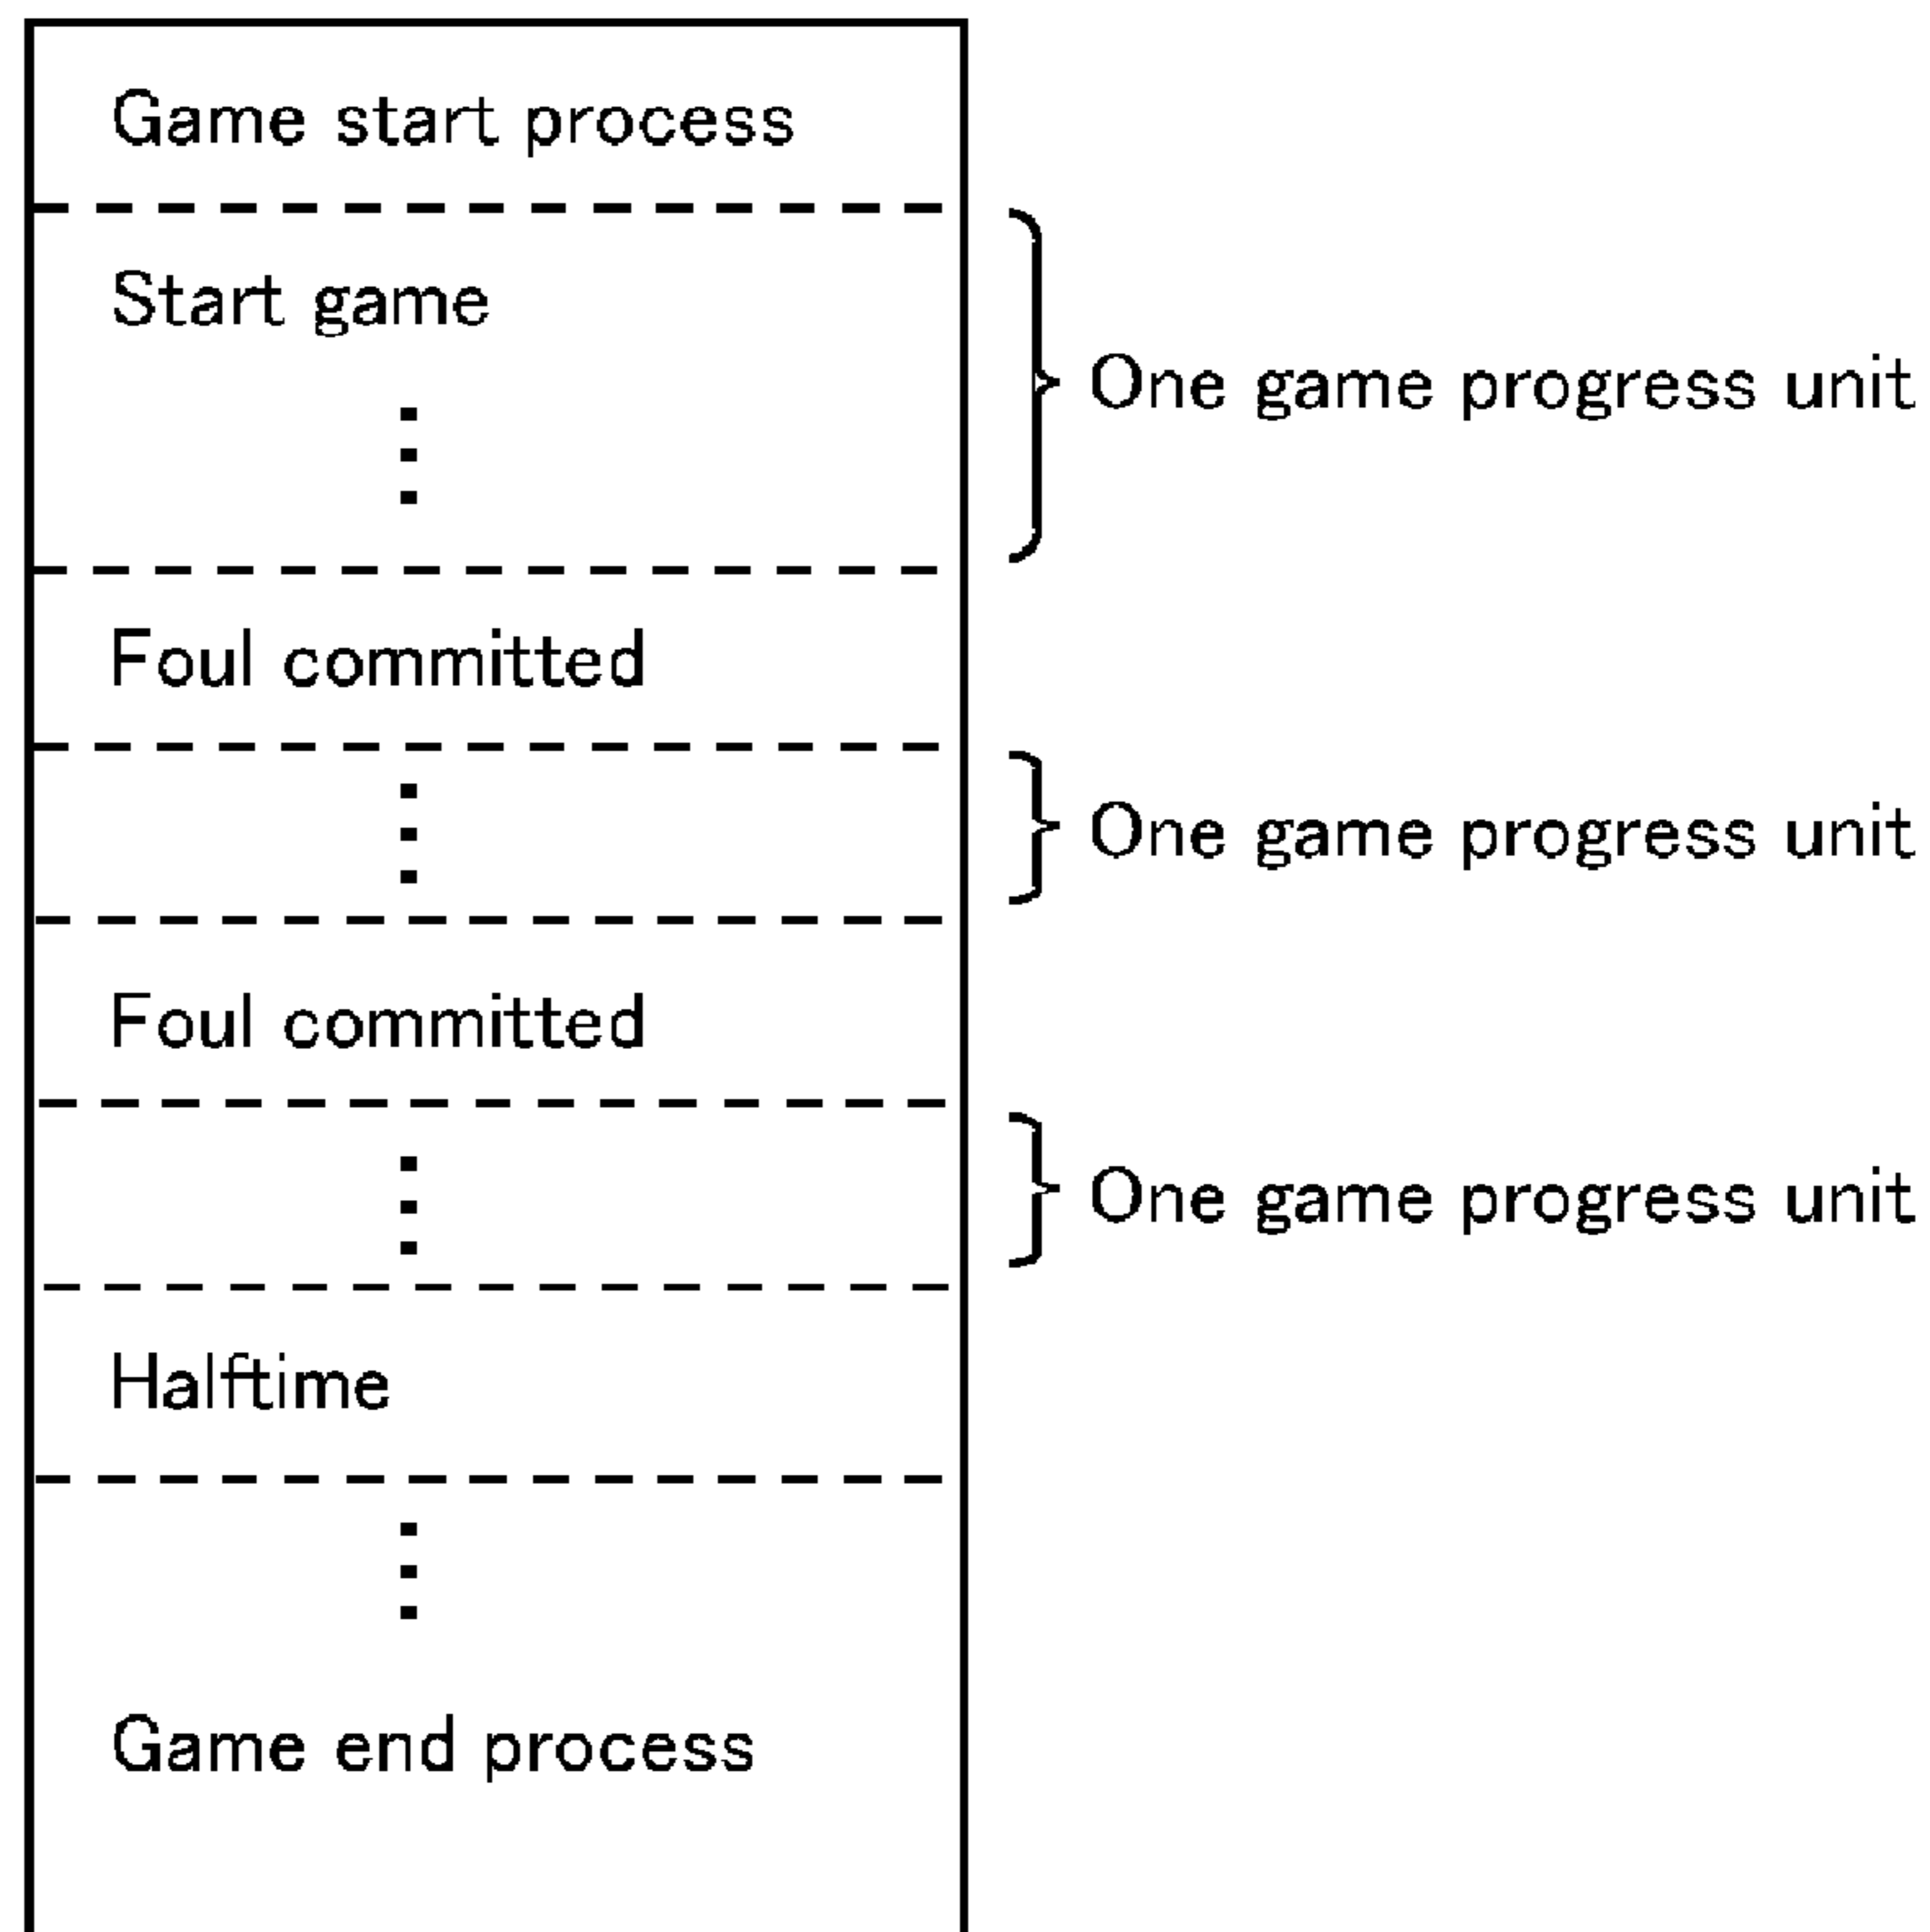 Game start process
Start game
One game progress unit
Foul committed
One game progress unit
Foul committed
One game progress unit
Halftime
Game end process